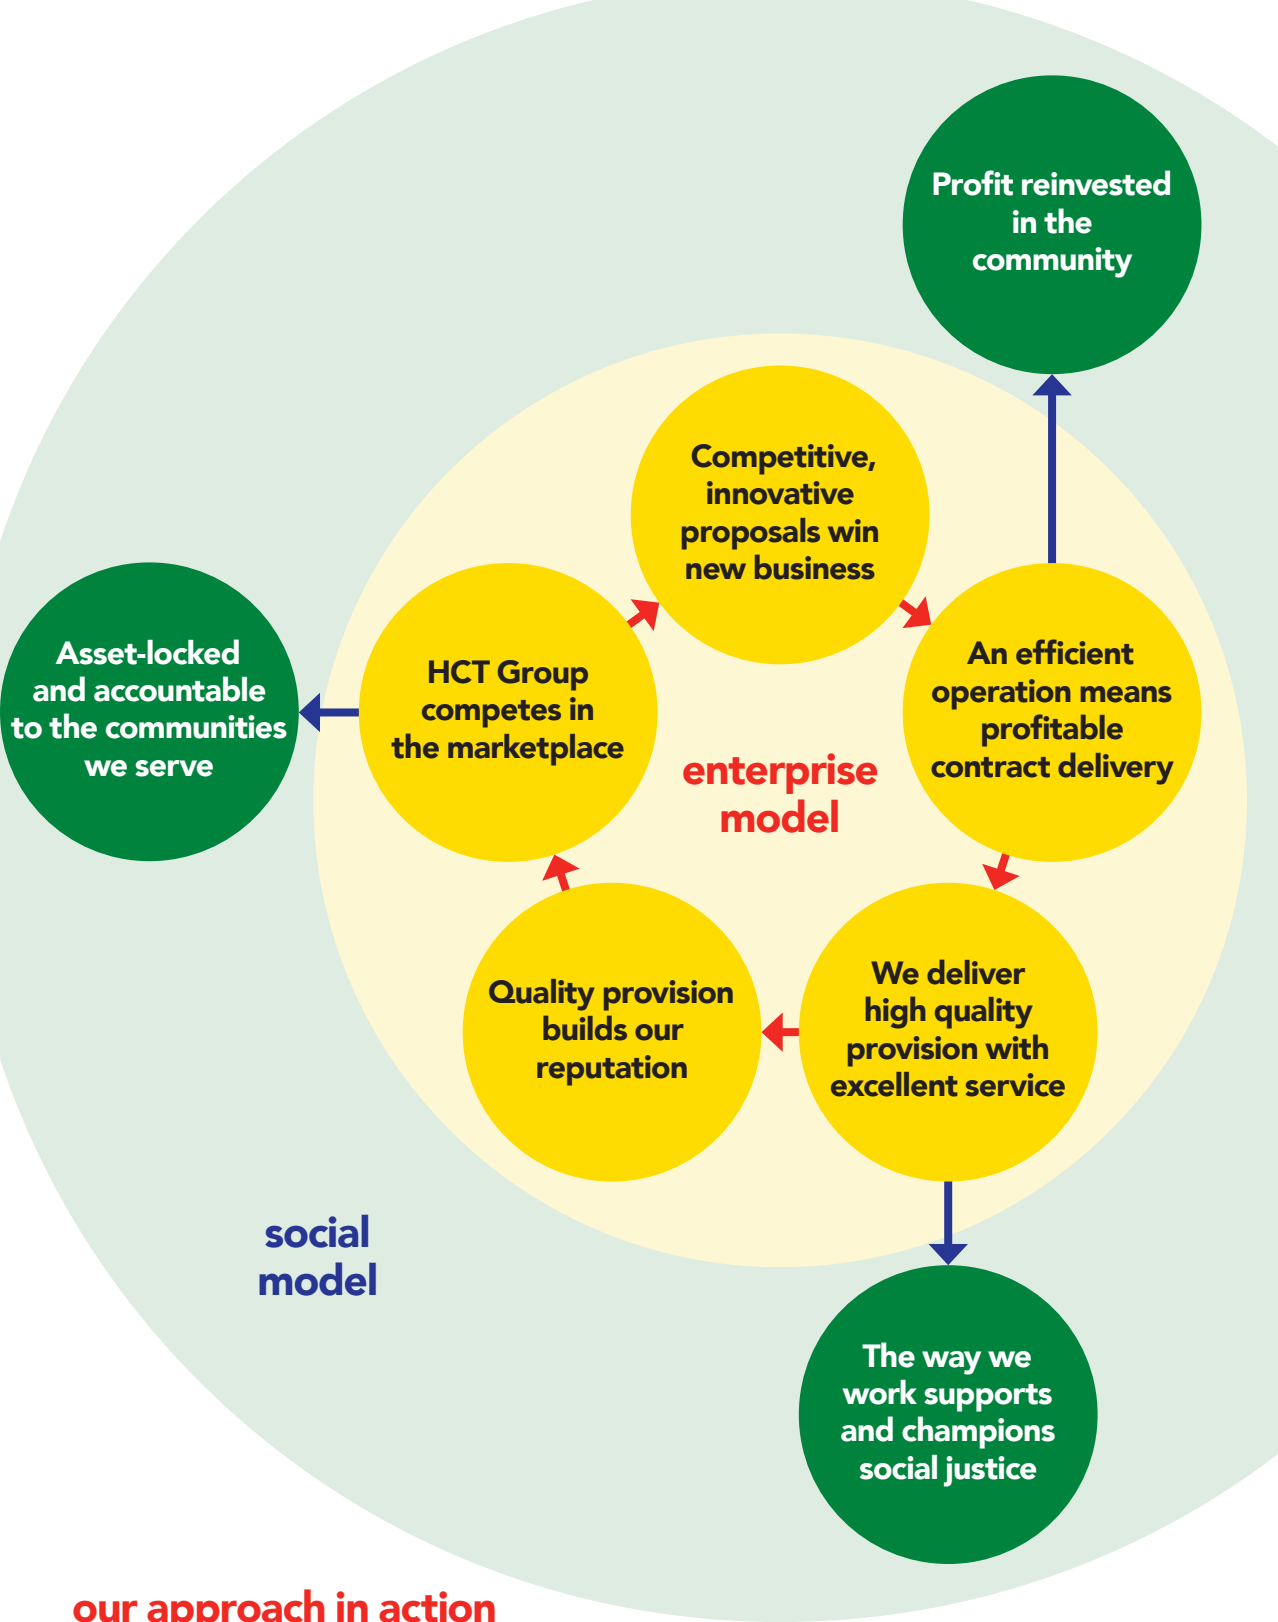 Profit reinvested
in the
community
Competitive,
innovative
proposals win
new business
Asset-locked
and accountable
to the communities
we serve
HCT Group
competes in
the marketplace
An efficient
operation means
profitable
contract delivery
enterprise
model
Quality provision
builds our
reputation
We deliver
high quality
provision with
excellent service
social
model
The way we
work supports
and champions
social justice
our approach in action